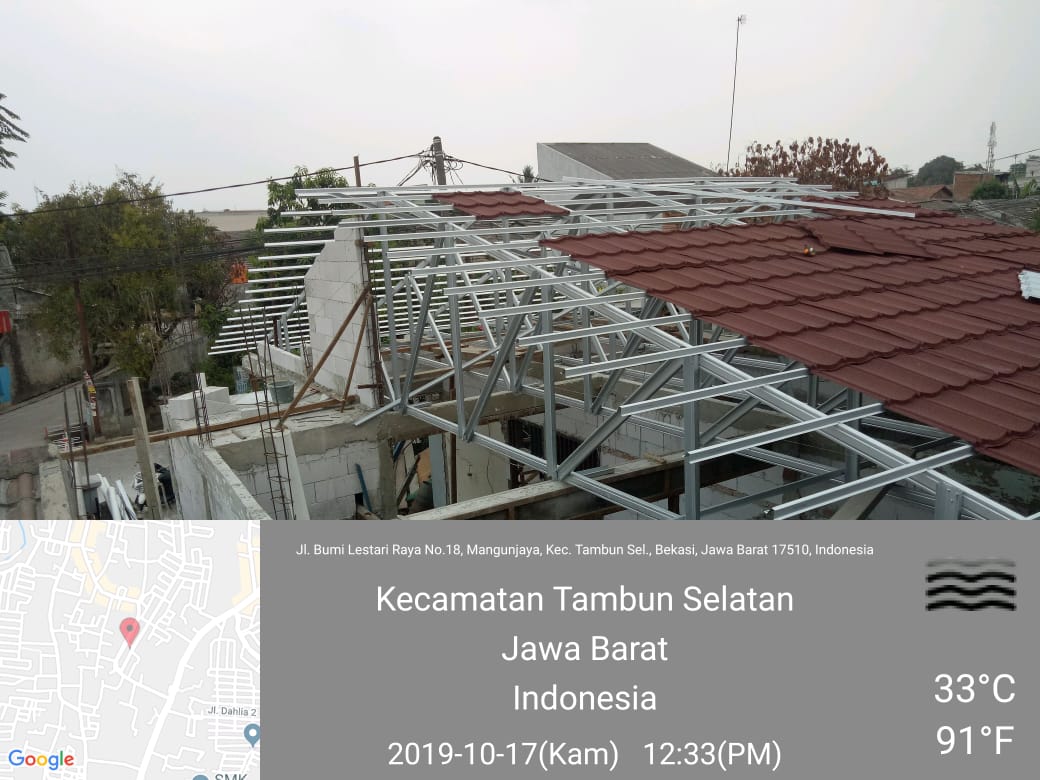 Jl. Bumi Lestari Raya No.18, Mangunjaya, Kec. Tambun Sel., Bekasi, Jawa Barat 17510, Indonesia
Kecamatan Tambun Selatan
Jawa Barat
Indonesia
2019-10-17(Kam) 12:33(PM)
33°C
91°F
Jl. Dahlia 2
Google
SMK